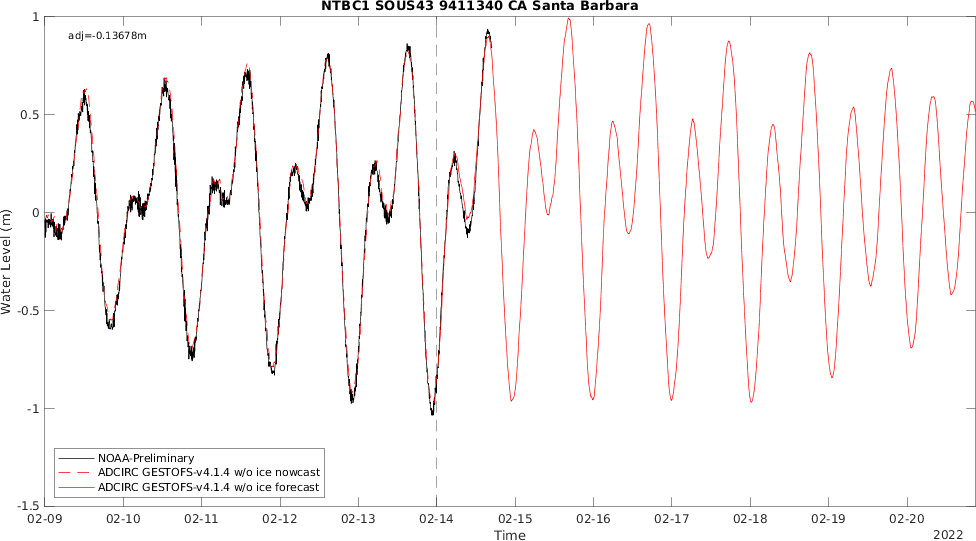 NTBC1 SOUS43 9411340 CA Santa Barbara
adj=-0.13678m
1
0.5
0
-0.5
-1
-1.5
Water Level (m)
NOAA-Preliminary
ADCIRC GESTOFS-v4.1.4 w/o ice nowcast
ADCIRC GESTOFS-v4.1.4 w/o ice forecast
02-09 02-10 02-11 02-12 02-13 02-14 02-15 02-16 02-17 02-18 02-19 02-20
Time
2022